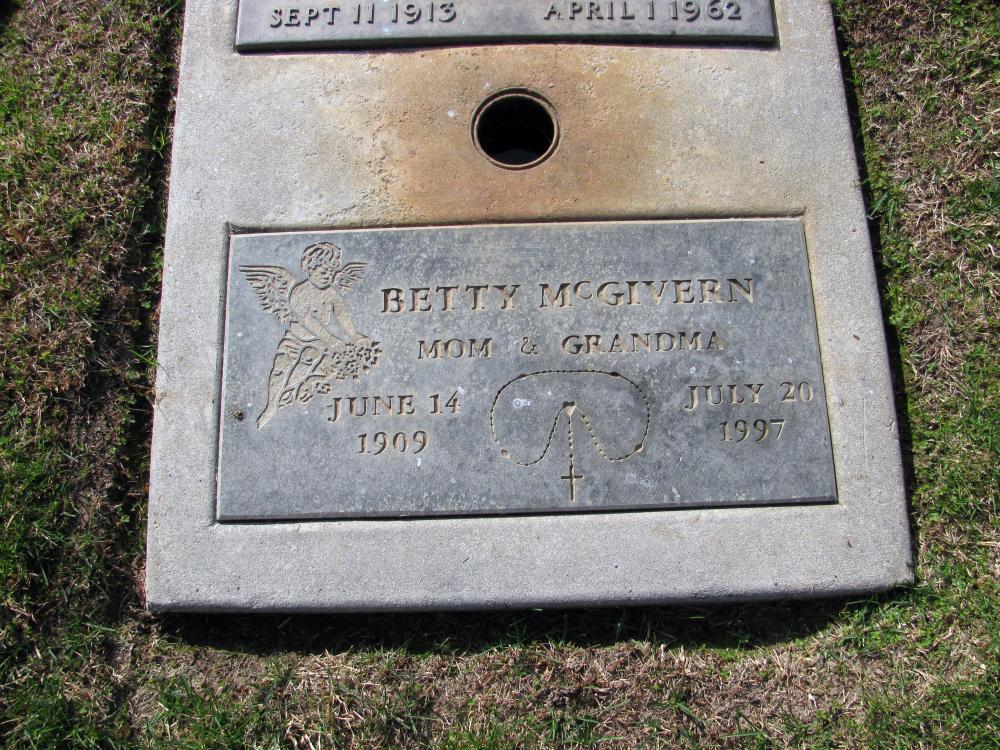 SEPT 11 1913 APRIL 1 1962
BETTY McGIVERN
MOM & GRANDMA
JUNE 14 JULY 20
1909 1997